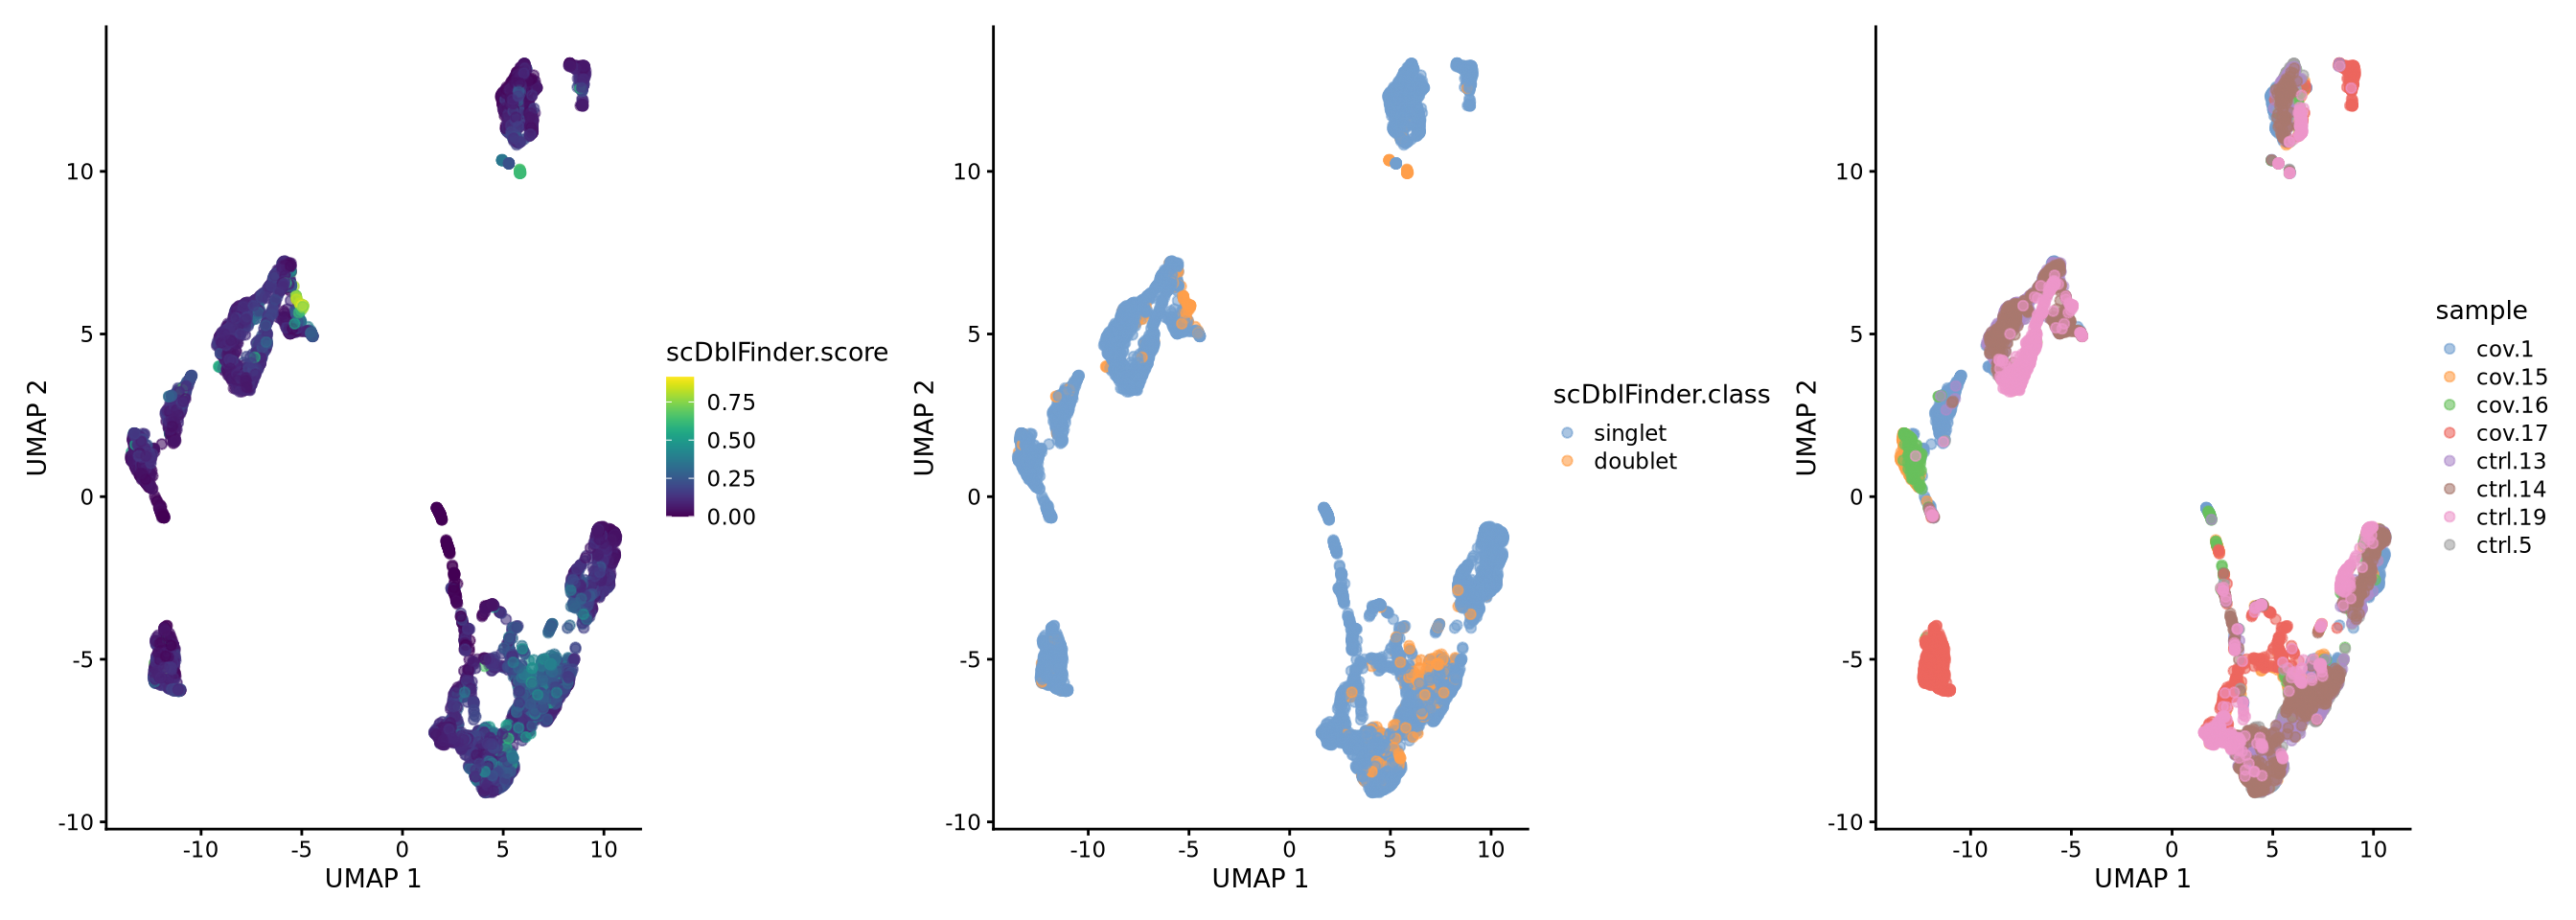 UMAP 2
10
5
0
-5
-10
-10
-5
0
5
10
UMAP 1
scDblFinder.score
0.75
0.50
0.25
0.00
UMAP 2
10
5
0
-5
-10
-10
-5
0
5
10
UMAP 1
scDblFinder.class
singlet
doublet
UMAP 2
10
5
0
-5
-10
-10
-5
0
5
10
UMAP 1
sample
cov.1
cov.15
cov.16
cov.17
ctrl.13
ctrl.14
ctrl.19
ctrl.5